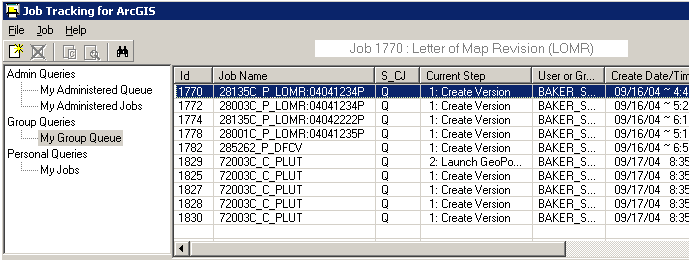 Job Tracking for ArcGIS
File Job Help
Job 1770 : Letter of Map Revision (LOMR)
Admin Queries
My Administered Queue
My Administered Jobs
Group Queries
My Group Queue
Personal Queries
My Jobs
Id Job Name S_CJ Current Step User or Gr... Create Date/Tim
1770 28135C_P_LOMR:04041234P Q 1: Create Version BAKER_S... 09/16/04 ~ 4:4
1772 28003C_P_LOMR:04041234P Q 1: Create Version BAKER_S... 09/16/04 ~ 5:2
1774 28135C_P_LOMR:04042222P Q 1: Create Version BAKER_S... 09/16/04 ~ 6:1
1778 28001C_P_LOMR:04041235P Q 1: Create Version BAKER_S... 09/16/04 ~ 5:1
1782 285262_P_DFCV Q 1: Create Version BAKER_S... 09/16/04 ~ 6:5
1829 72003C_C_PLUT Q 2: Launch GeoPo... BAKER_S... 09/17/04 8:35
1825 72003C_C_PLUT Q 1: Create Version BAKER_S... 09/17/04 8:35
1827 72003C_C_PLUT Q 1: Create Version BAKER_S... 09/17/04 8:35
1828 72003C_C_PLUT Q 1: Create Version BAKER_S... 09/17/04 8:35
1830 72003C_C_PLUT Q 1: Create Version BAKER_S... 09/17/04 8:35